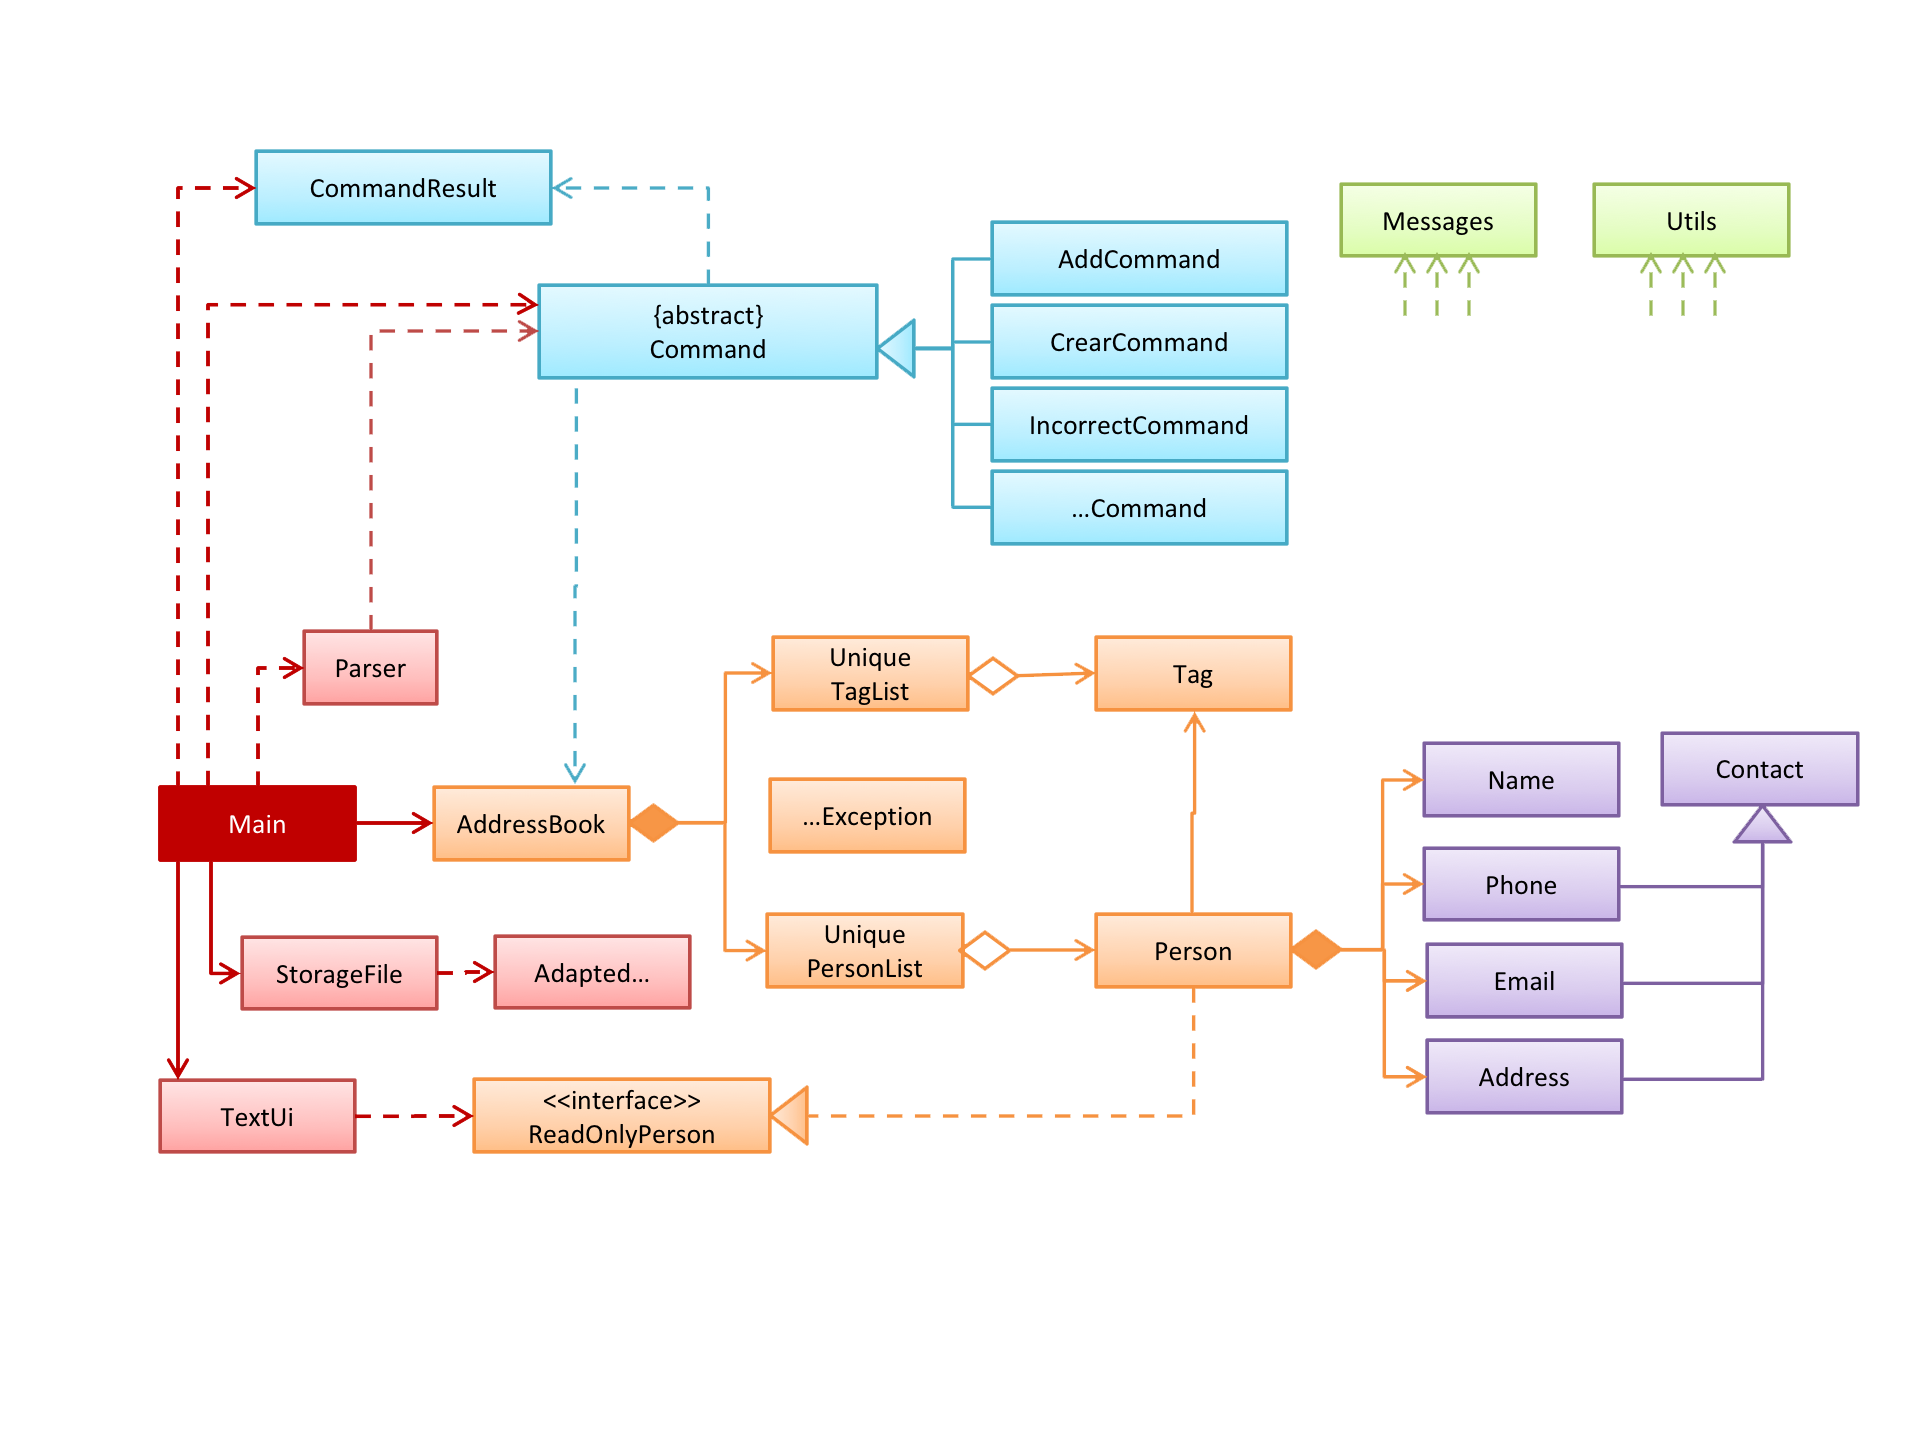 CommandResult
Messages
Utils
AddCommand
{abstract}
Command
CrearCommand
IncorrectCommand
...Command
Parser
Unique
TagList
Tag
Name
Contact
Main
AddressBook
...Exception
Phone
Unique
PersonList
Person
StorageFile
Adapted...
Email
Address
TextUi
<<interface>>
ReadOnlyPerson